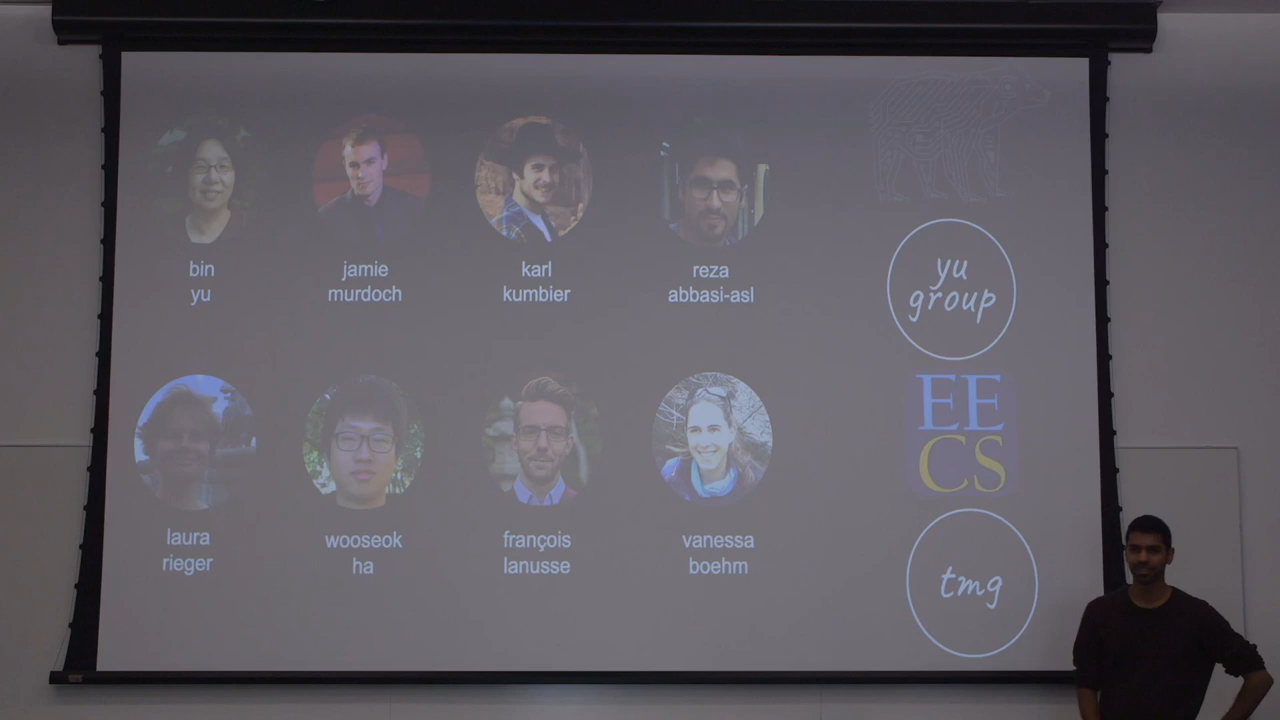 bin
yu
jamie
murdoch
karl
kumbier
reza
abbasi-asl
yu
group
laura
rieger
wooseok
ha
françois
lanusse
vanessa
boehm
EE
CS
tmg